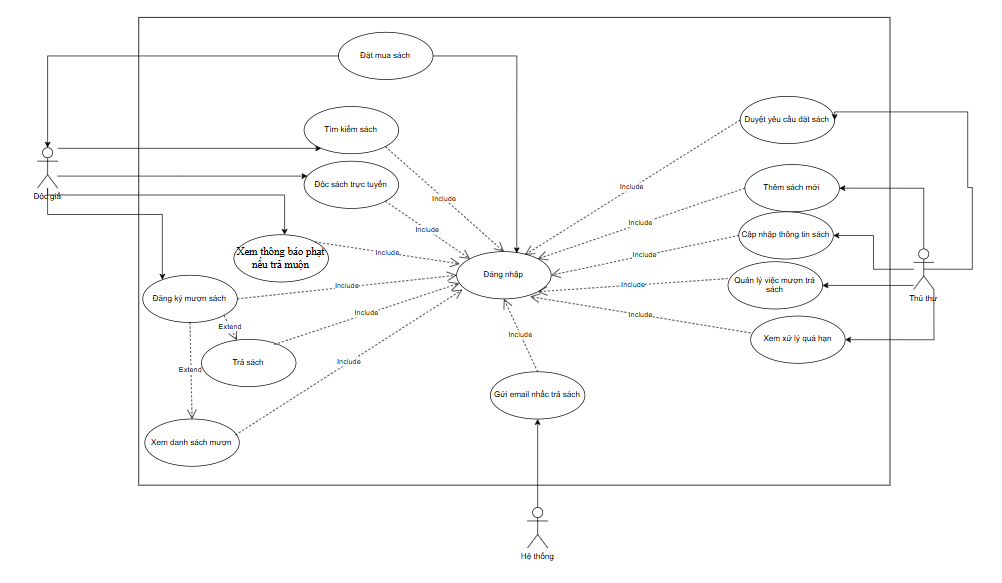 Đặt mua sách
Tìm kiếm sách
Độc giả
Đọc sách trực tuyến
Xem thông báo phạt
nếu trả muộn
Đăng ký mượn sách
Trả sách
Xem danh sách mượn
Extend
Extend
Include
Include
Include
Include
Include
Include
Đăng nhập
Include
Gửi email nhắc trả sách
Hệ thống
Include
Include
Include
Include
Include
Duyệt yêu cầu đặt sách
Thêm sách mới
Cập nhập thông tin sách
Quản lý việc mượn trả
sách
Xem xử lý quá hạn
Thủ thư